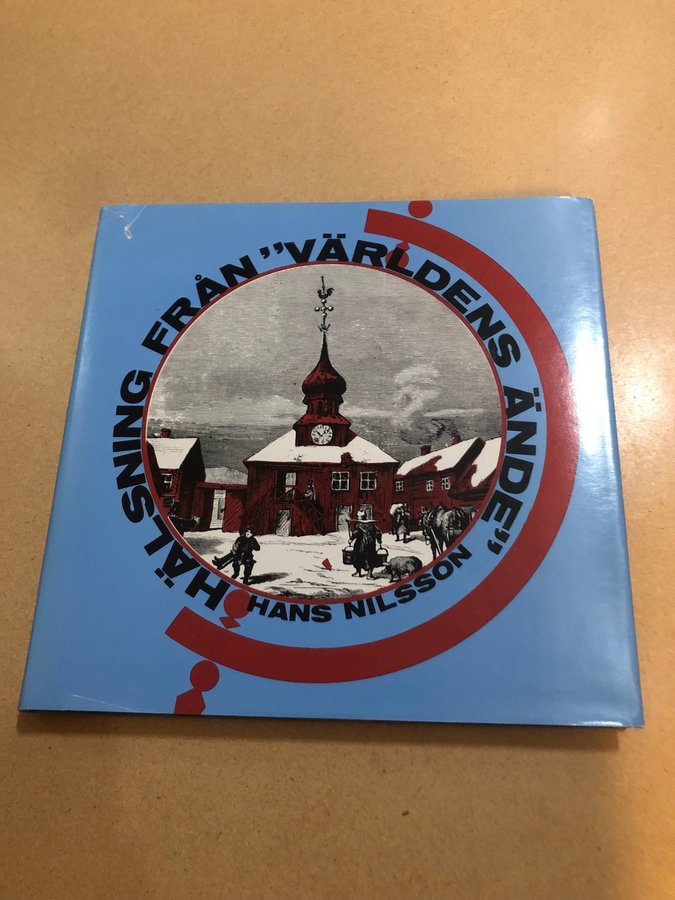 HÄLSNING FRÅN "VÄRLDENS ÄNDE"
HANS NILSSON